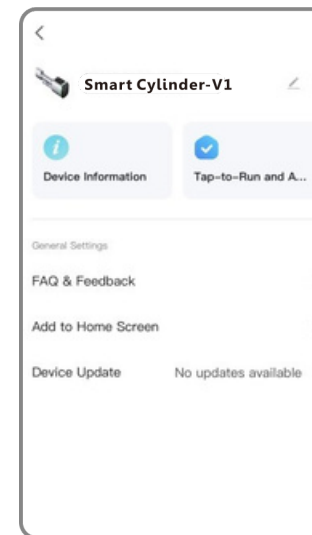 Smart Cylinder-V1
Device Information
Tap-to-Run and A...
General Settings
FAQ & Feedback
Add to Home Screen
Device Update No updates available